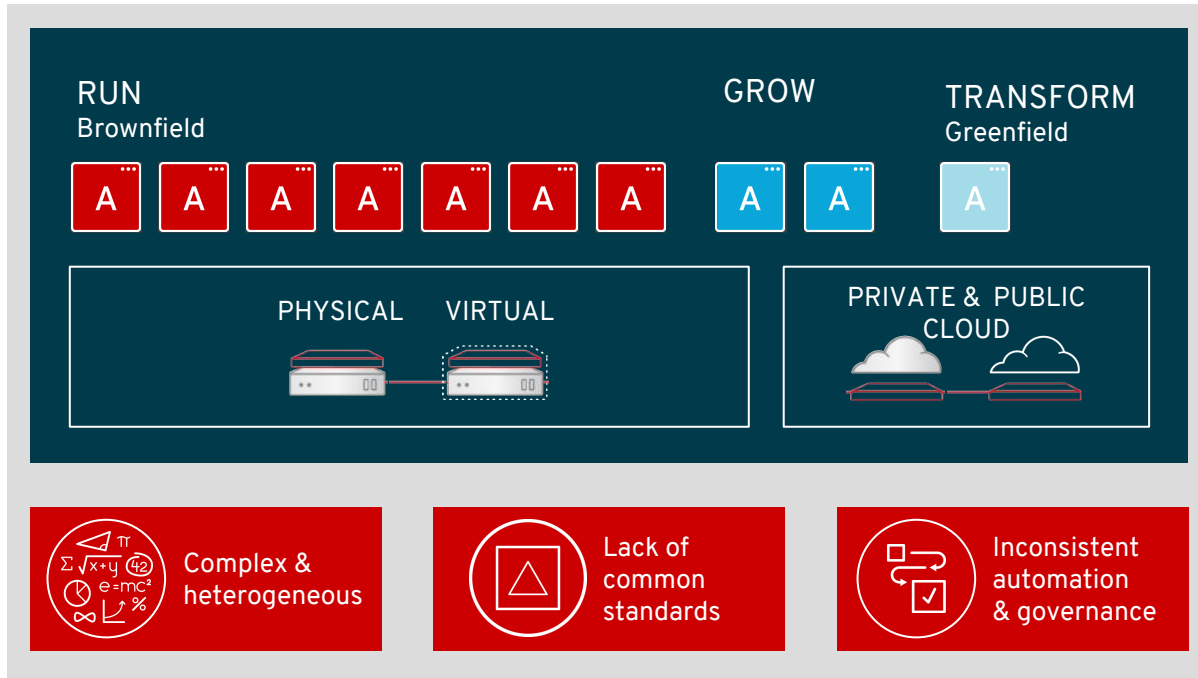 RUN
Brownfield
GROW
TRANSFORM
Greenfield
A A A A A A A A A A
PHYSICAL VIRTUAL
PRIVATE & PUBLIC
CLOUD
π
Σ √x+y 42
e=mc²
∞ %
Complex &
heterogeneous
Lack of
common
standards
Inconsistent
automation
& governance